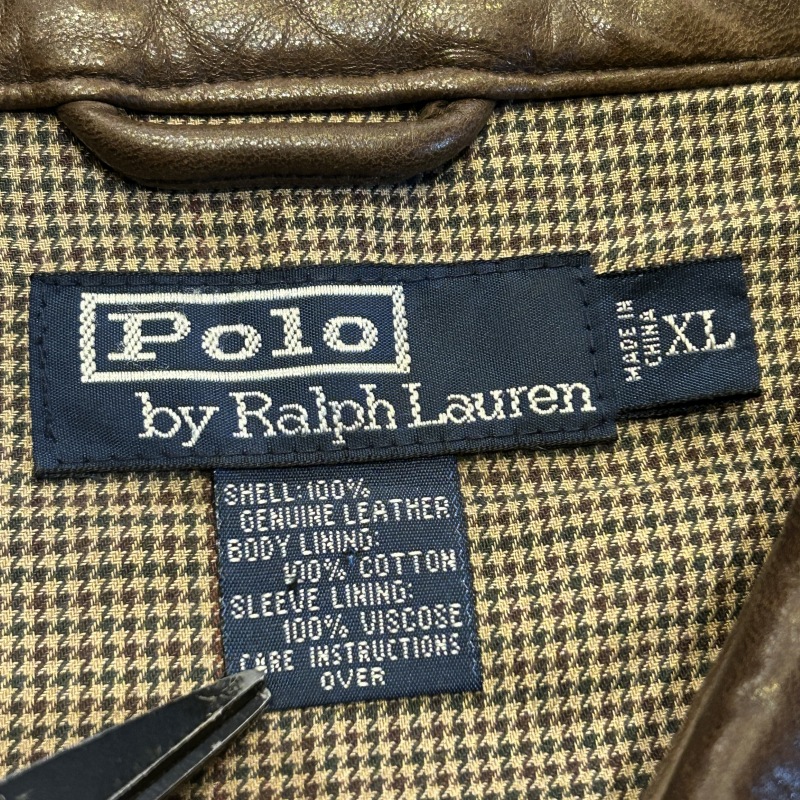 Polo
by Ralph Lauren
MADE IN
CHINA
XL
SHELL:100%
GENUINE LEATHER
BODY LINING:
100% COTTON
SLEEVE LINING:
100% VISCOSE
CARE INSTRUCTIONS
OVER